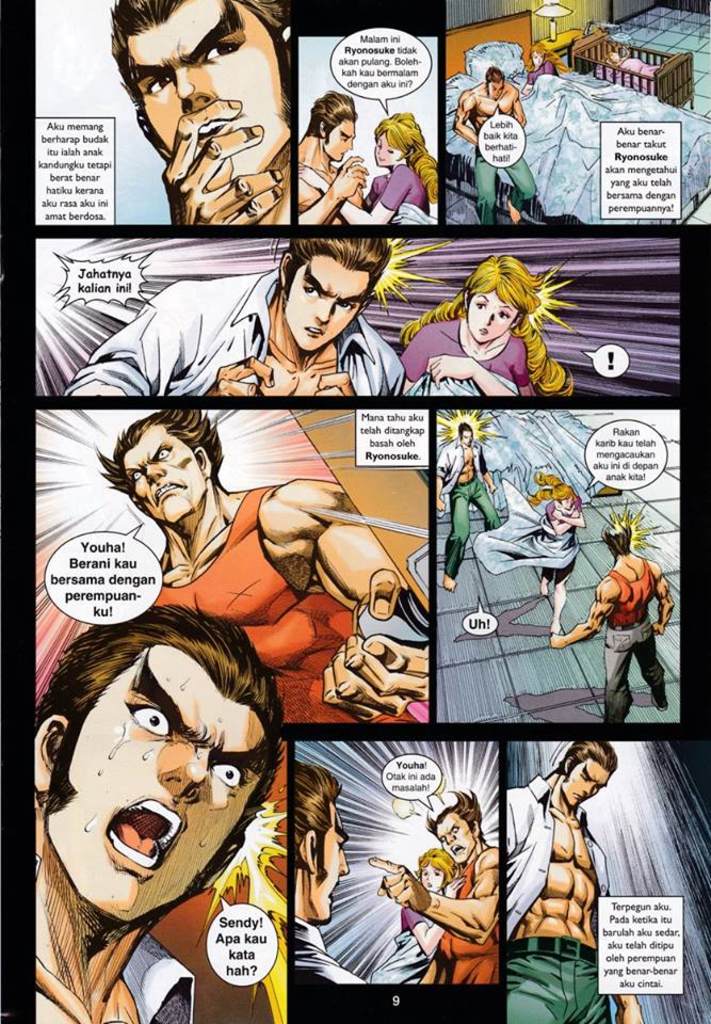 Aku memang
berharap budak
itu ialah anak
kandungku tetapi
berat benar
hatiku kerana
aku rasa aku ini
amat berdosa.
Malam ini
Ryonosuke tidak
akan pulang. Boleh-
kah kau bermalam
dengan aku ini?
Lebih
baik kita
berhati-
hati!
Aku benar-
benar takut
Ryonosuke
akan mengetahui
yang aku telah
bersama dengan
perempuannya!
Jahatnya
kalian ini!
!
Youha!
Berani kau
bersama dengan
perempuan-
ku!
Mana tahu aku
telah ditangkap
basah oleh
Ryonosuke.
Rakan
karib kau telah
mengacaukan
aku ini di depan
anak kita!
Uh!
Sendy!
Apa kau
kata
hah?
Youha!
Otak ini ada
masalah!
Terpegun aku.
Pada ketika itu
barulah aku sedar,
aku telah ditipu
oleh perempuan
yang benar-benar
aku cintai.
9